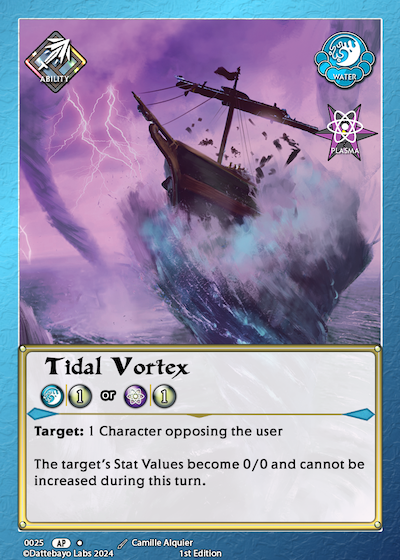 ABILITY
WATER
PLASMA
Tidal Vortex
1 or 1
Target: 1 Character opposing the user
The target's Stat Values become 0/0 and cannot be
increased during this turn.
0025 AP Camille Alquier
©Dattebayo Labs 2024 1st Edition